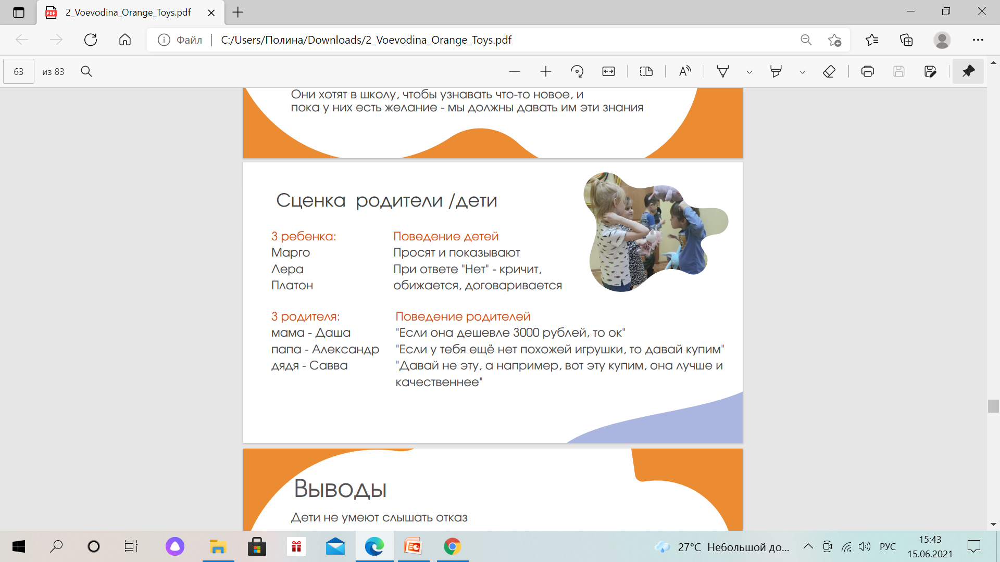 2_Voevodina_Orange_Toys.pdf
Файл
C:/Users/Полина/Downloads/2_Voevodina_Orange_Toys.pdf
63 из 83
Они хотят в школу, чтобы узнавать что-то новое, и
пока у них есть желание - мы должны давать им эти знания
Сценка родители /дети
3 ребенка:
Марго
Лера
Платон
Поведение детей
Просят и показывают
При ответе "Нет" - кричит,
обижается, договаривается
3 родителя:
мама - Даша
папа - Александр
дядя - Савва
Поведение родителей
"Если она дешевле 3000 рублей, то ок"
"Если у тебя ещё нет похожей игрушки, то давай купим"
"Давай не эту, а например, вот эту купим, она лучше и
качественнее"
Выводы
Дети не умеют слышать отказ
27°C Небольшой до...
РУС
15:43
15.06.2021